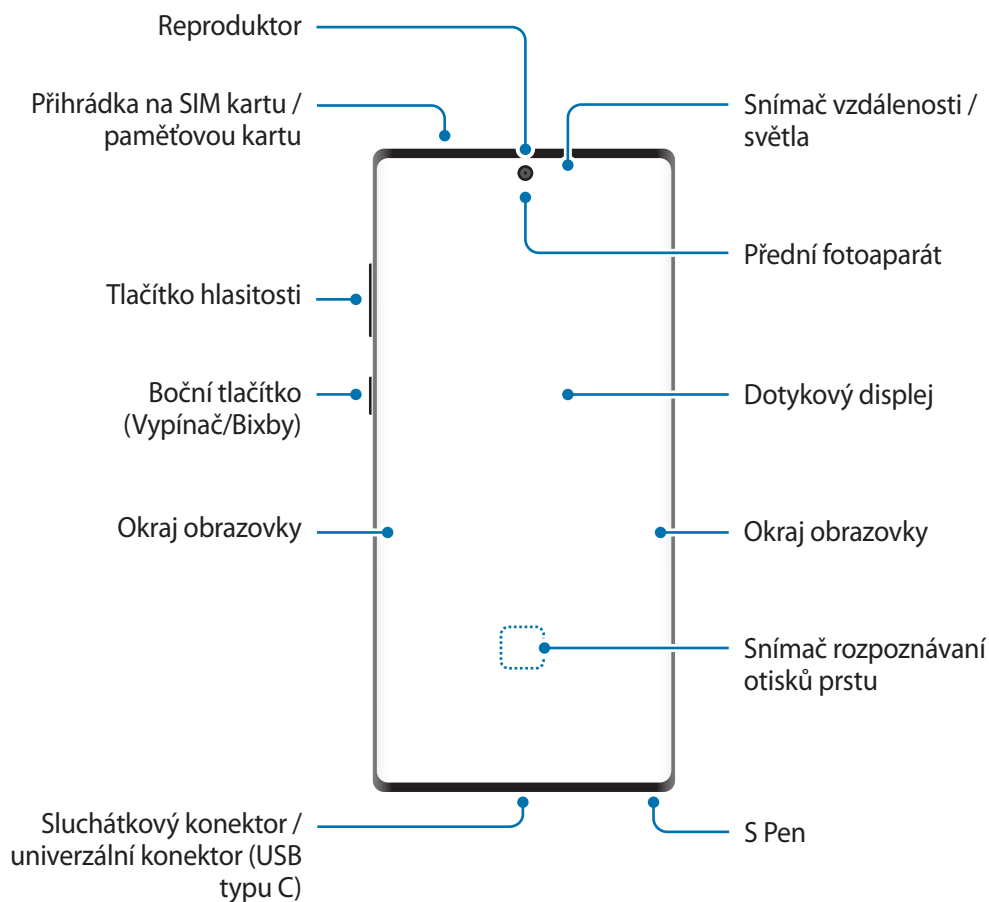 Reproduktor
Přihrádka na SIM kartu /
paměťovou kartu
Tlačítko hlasitosti
Boční tlačítko
(Vypínač/Bixby)
Okraj obrazovky
Sluchátkový konektor /
univerzální konektor (USB
typu C)
Snímač vzdálenosti /
světla
Přední fotoaparát
Dotykový displej
Okraj obrazovky
Snímač rozpoznávaní
otisků prstu
S Pen